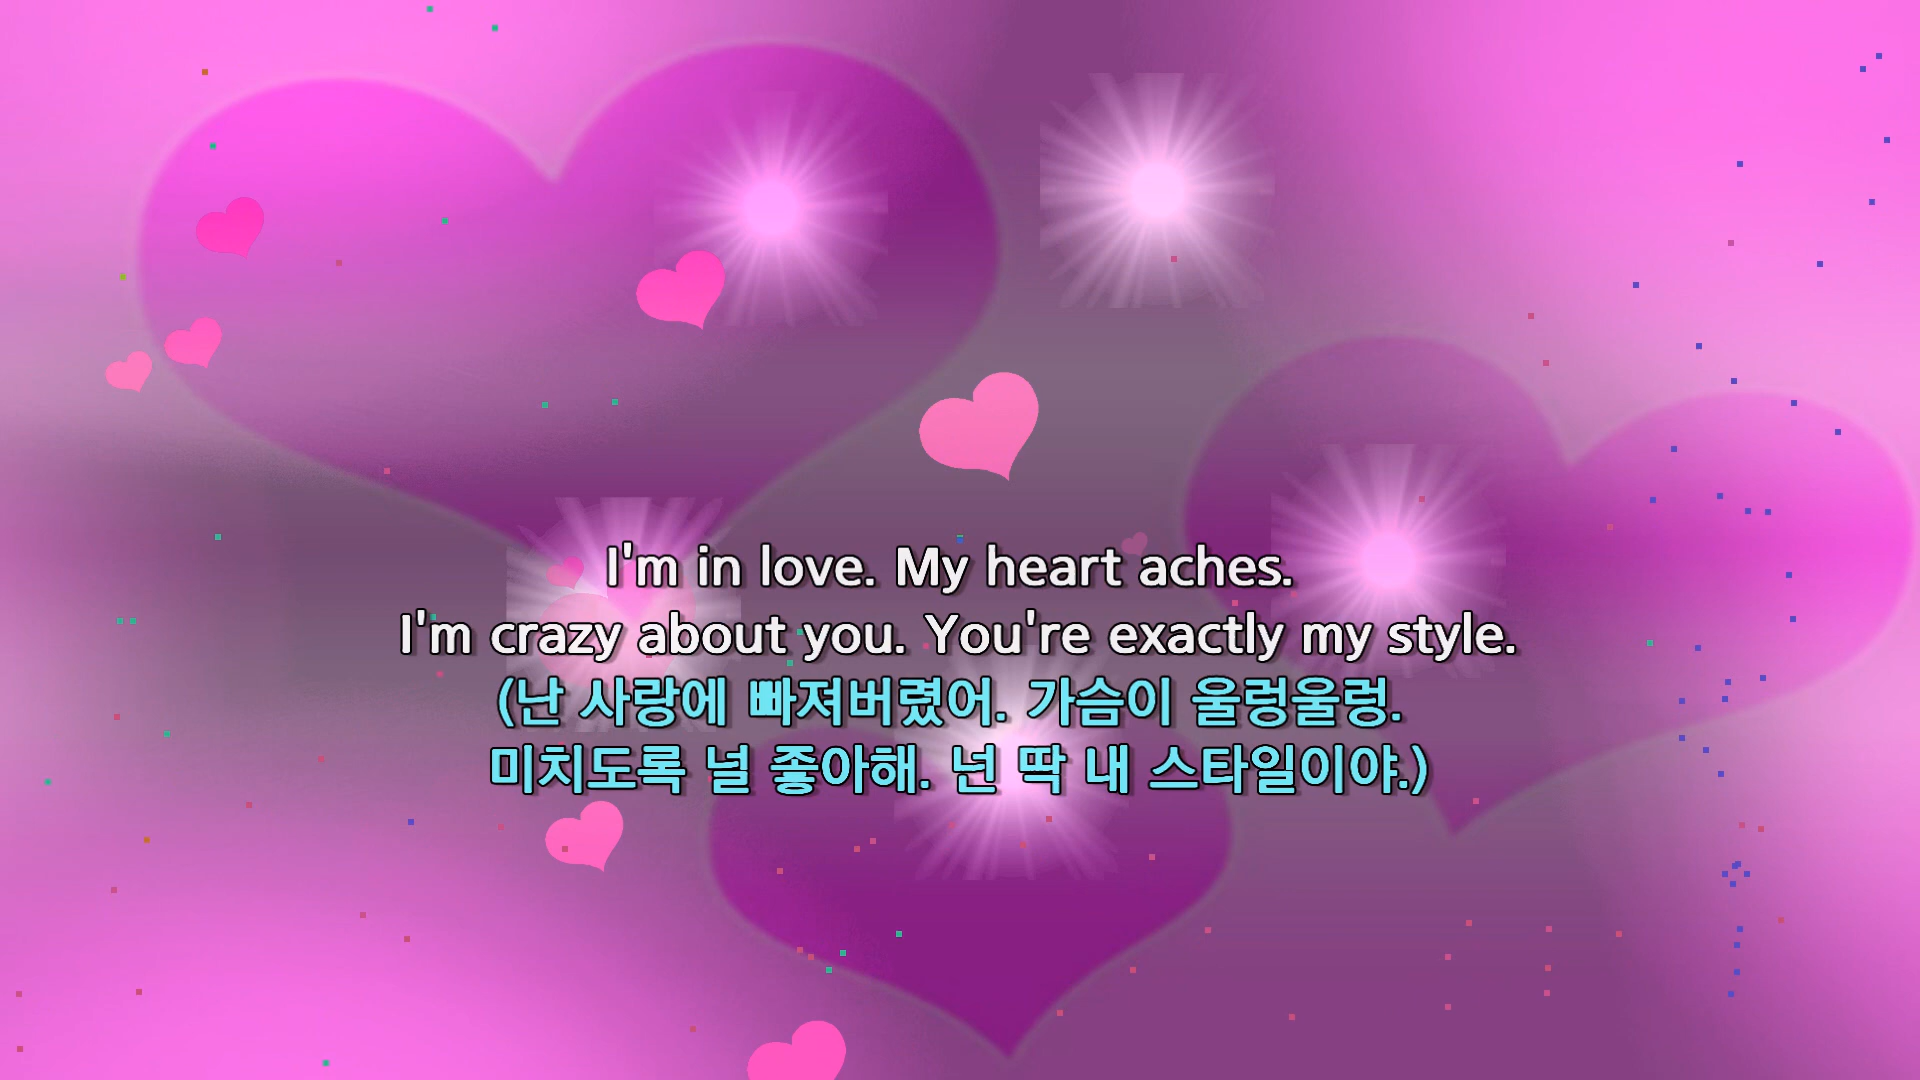 I'm in love. My heart aches.
I'm crazy about you. You're exactly my style.
(난 사랑에 빠져버렸어. 가슴이 울렁울렁.
미치도록 널 좋아해. 넌 딱 내 스타일이야.)